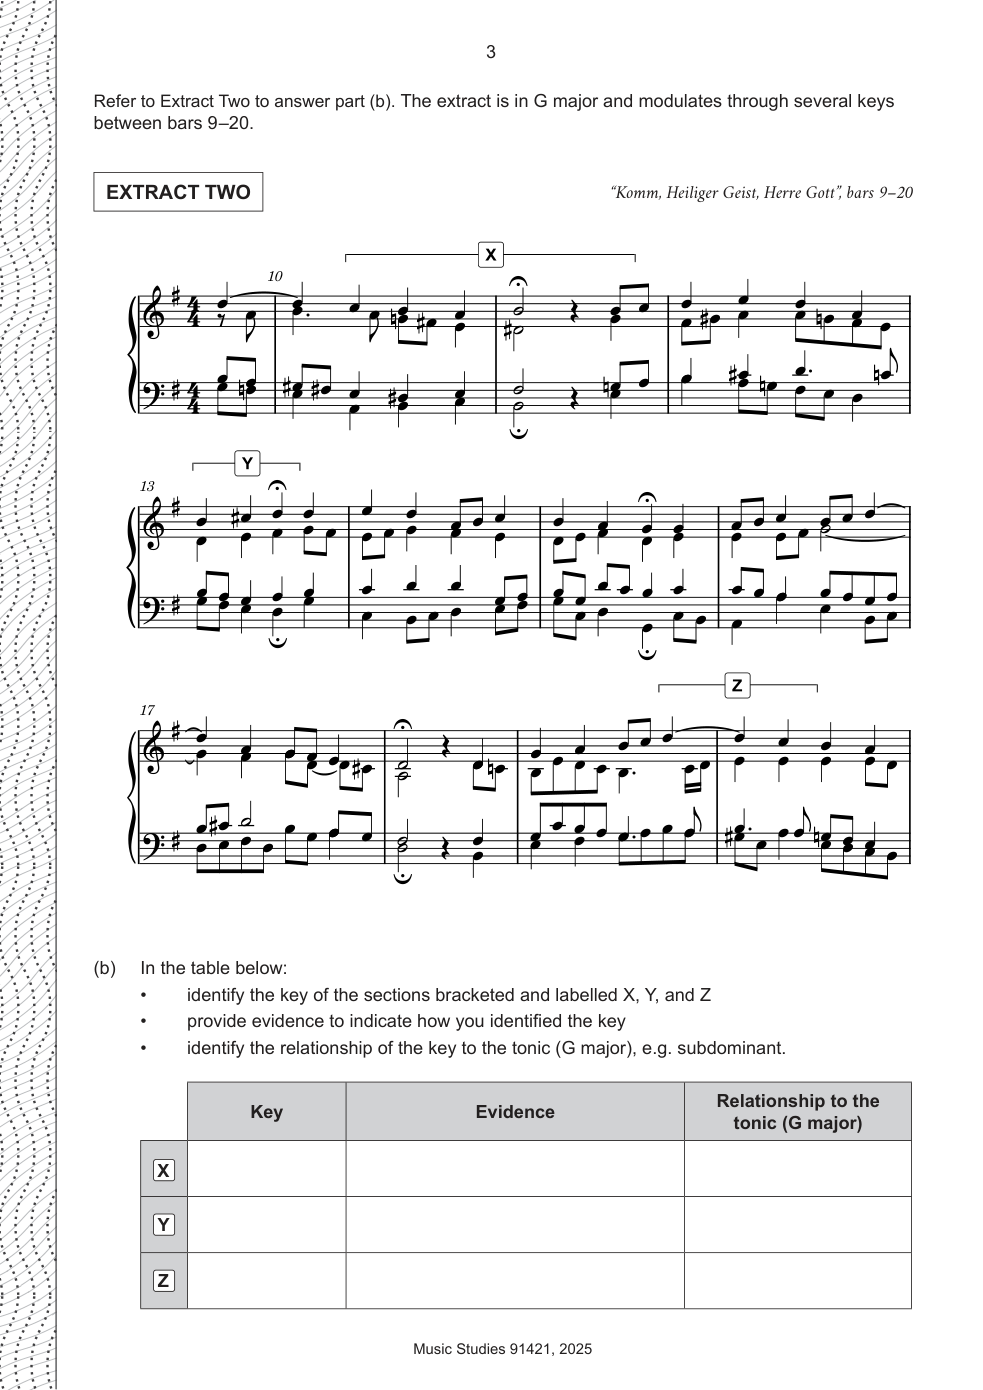 3
Refer to Extract Two to answer part (b). The extract is in G major and modulates through several keys
between bars 9–20.
EXTRACT TWO
“Komm, Heiliger Geist, Herre Gott”, bars 9–20
X
10
4
4
4
4
Y
13
Z
17
(b) In the table below:
• identify the key of the sections bracketed and labelled X, Y, and Z
• provide evidence to indicate how you identified the key
• identify the relationship of the key to the tonic (G major), e.g. subdominant.
Key Evidence Relationship to the
tonic (G major)
X
Y
Z
Music Studies 91421, 2025